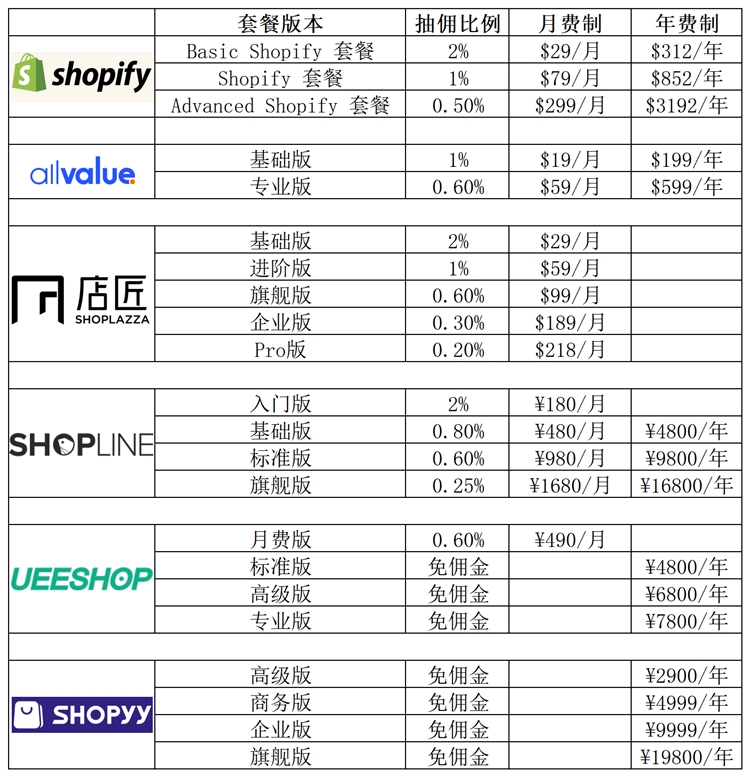 套餐版本 抽佣比例 月费制 年费制
shopify
Basic Shopify 套餐 2% $29/月 $312/年
Shopify 套餐 1% $79/月 $852/年
Advanced Shopify 套餐 0.50% $299/月 $3192/年
allvalue
基础版 1% $19/月 $199/年
专业版 0.60% $59/月 $599/年
店匠
SHOPLAZZA
基础版 2% $29/月
进阶版 1% $59/月
旗舰版 0.60% $99/月
企业版 0.30% $189/月
Pro版 0.20% $218/月
SHOPLINE
入门版 2% ¥180/月
基础版 0.80% ¥480/月 ¥4800/年
标准版 0.60% ¥980/月 ¥9800/年
旗舰版 0.25% ¥1680/月 ¥16800/年
UEESHOP
月费版 0.60% ¥490/月
标准版 免佣金 ¥4800/年
高级版 免佣金 ¥6800/年
专业版 免佣金 ¥7800/年
SHOPYY
高级版 免佣金 ¥2900/年
商务版 免佣金 ¥4999/年
企业版 免佣金 ¥9999/年
旗舰版 免佣金 ¥19800/年